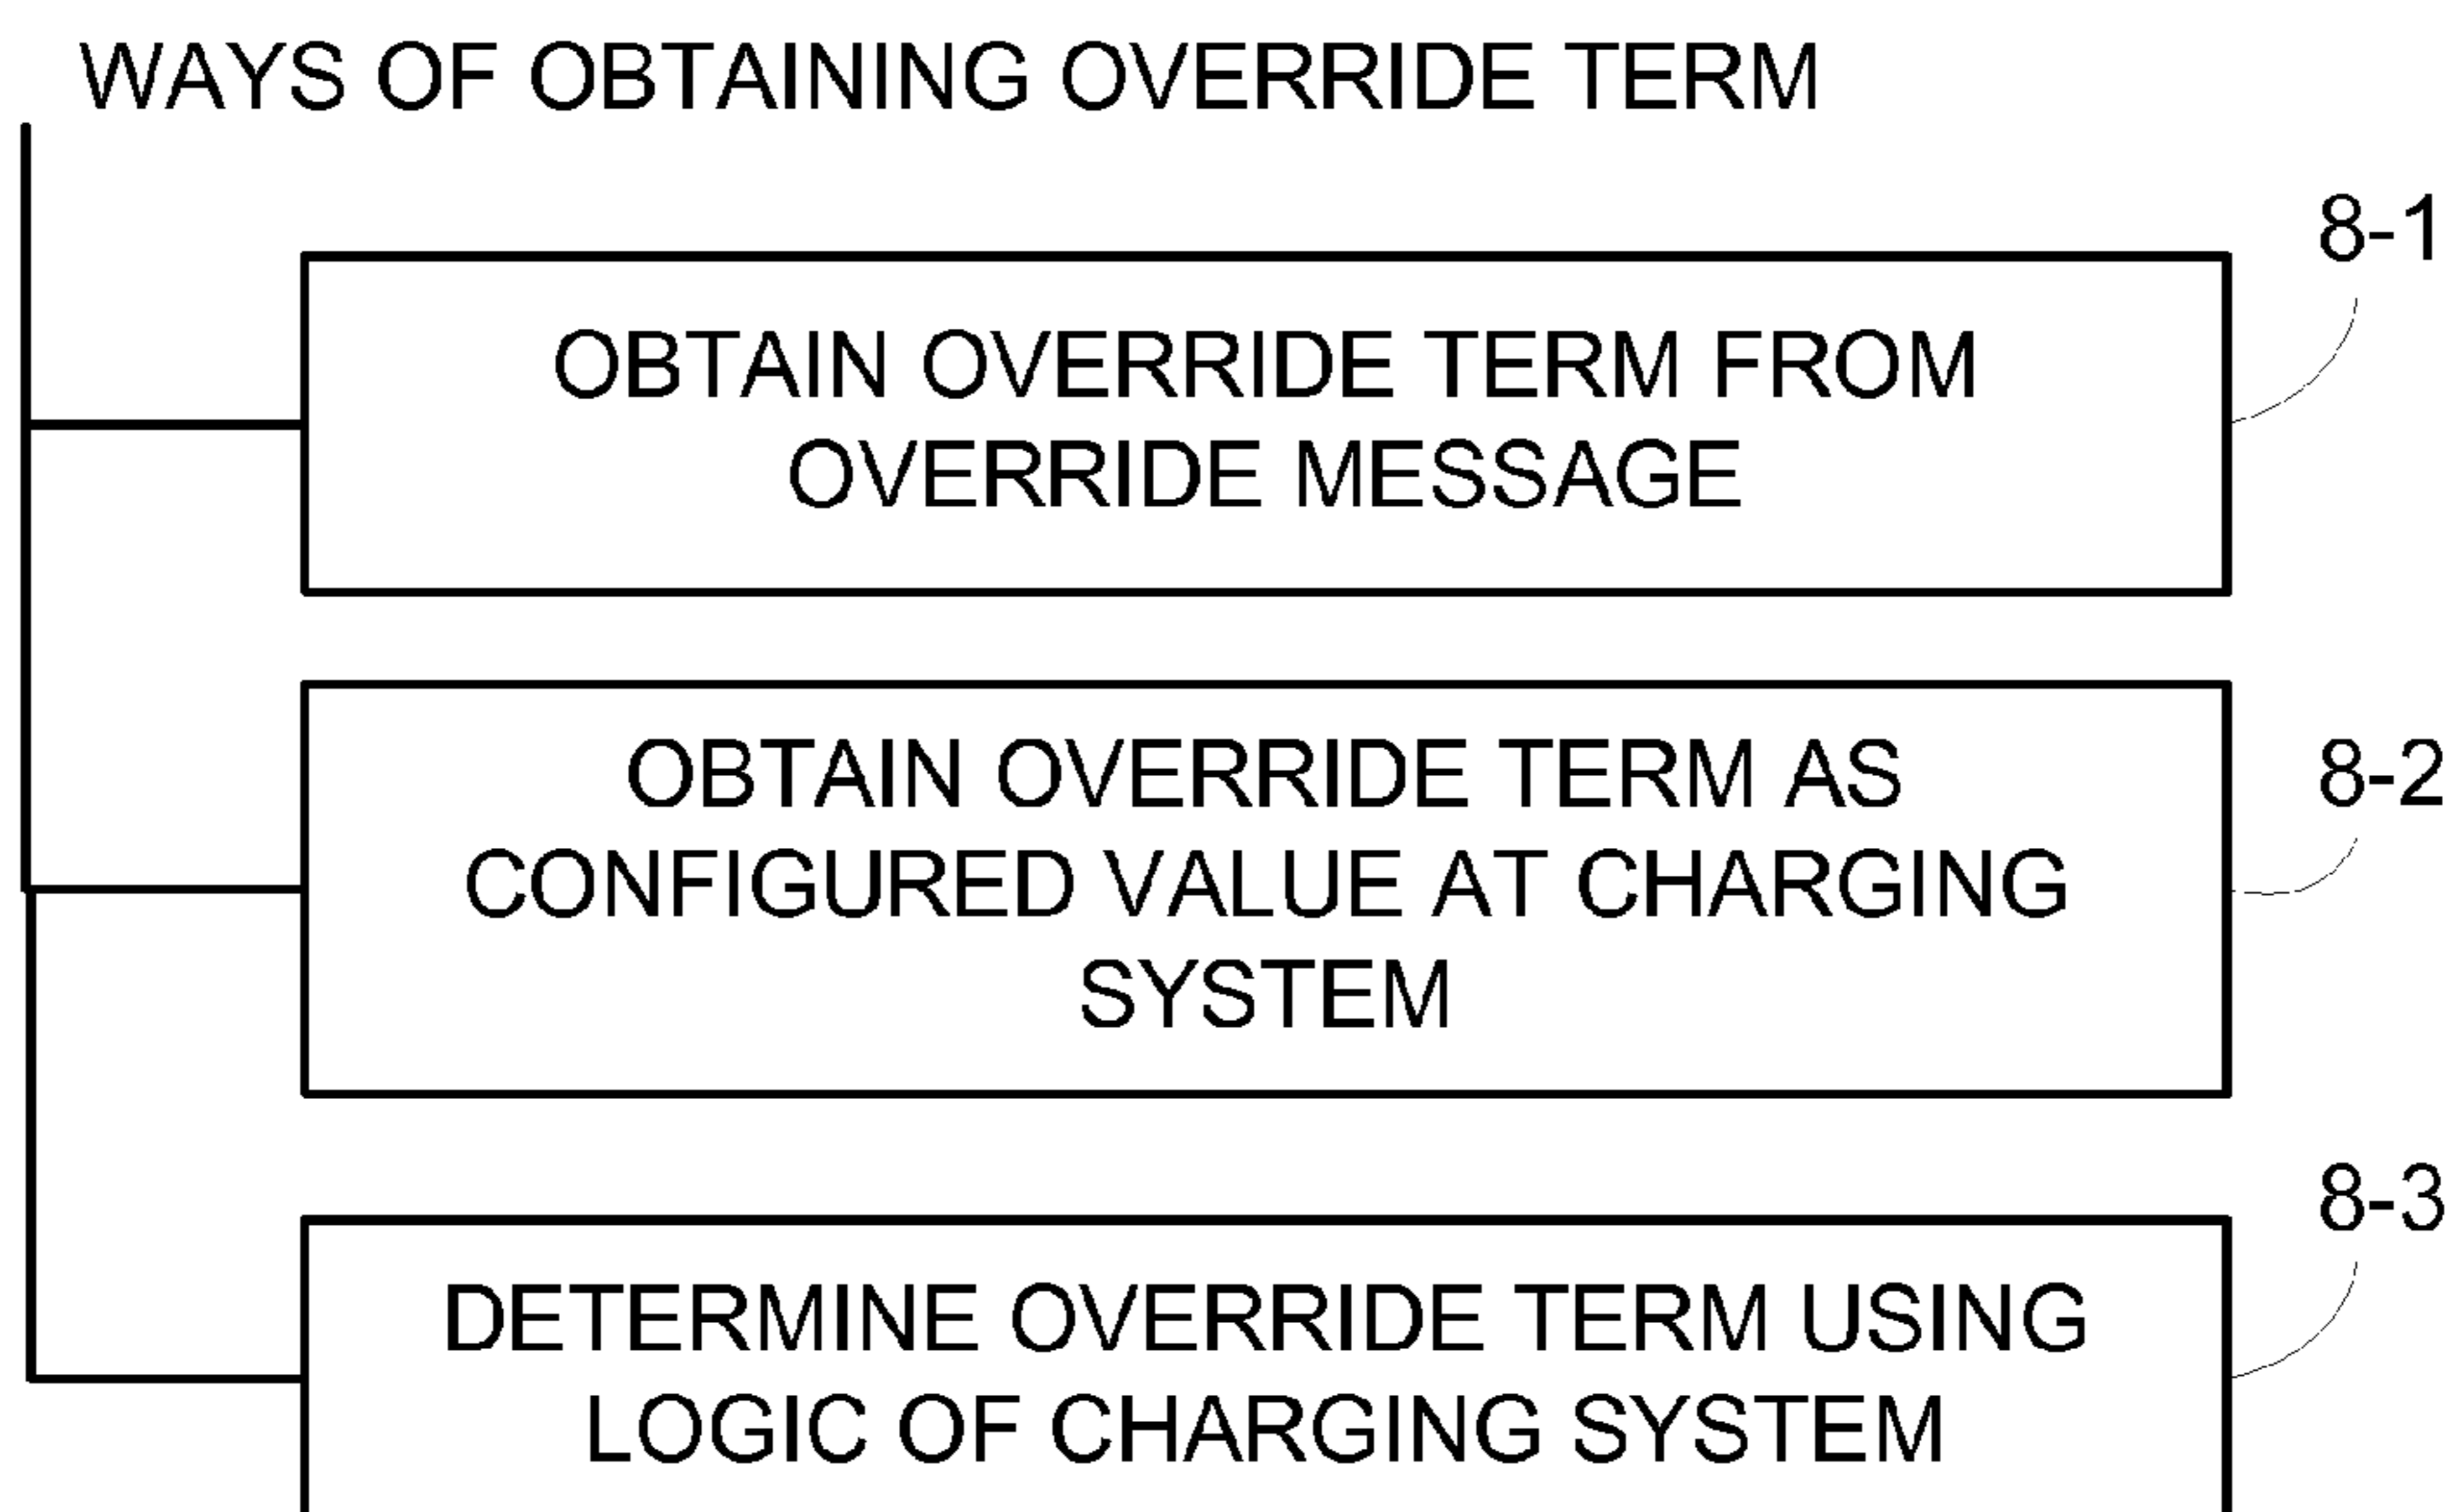 WAYS OF OBTAINING OVERRIDE TERM
8-1
OBTAIN OVERRIDE TERM FROM
OVERRIDE MESSAGE
OBTAIN OVERRIDE TERM AS
CONFIGURED VALUE AT CHARGING
SYSTEM
8-2
8-3
DETERMINE OVERRIDE TERM USING
LOGIC OF CHARGING SYSTEM